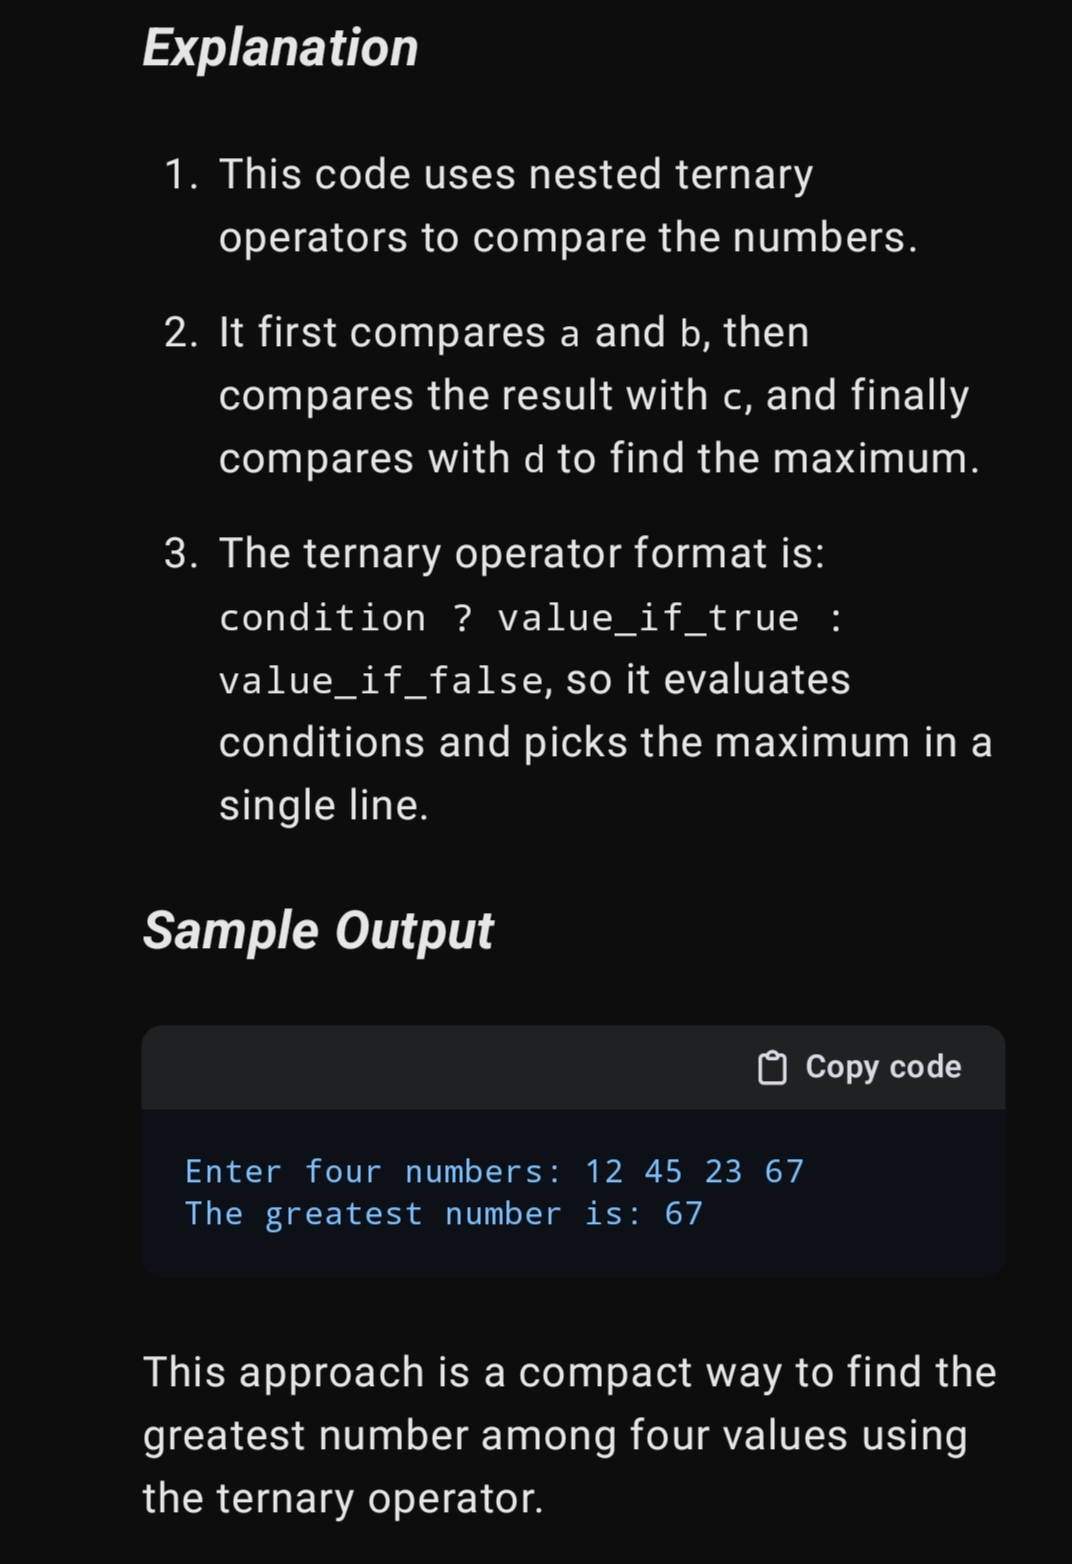 Explanation
1. This code uses nested ternary
operators to compare the numbers.
2. It first compares a and b, then
compares the result with c, and finally
compares with d to find the maximum.
3. The ternary operator format is:
condition ? value_if_true :
value_if_false, so it evaluates
conditions and picks the maximum in a
single line.
Sample Output
Copy code
Enter four numbers: 12 45 23 67
The greatest number is: 67
This approach is a compact way to find the
greatest number among four values using
the ternary operator.